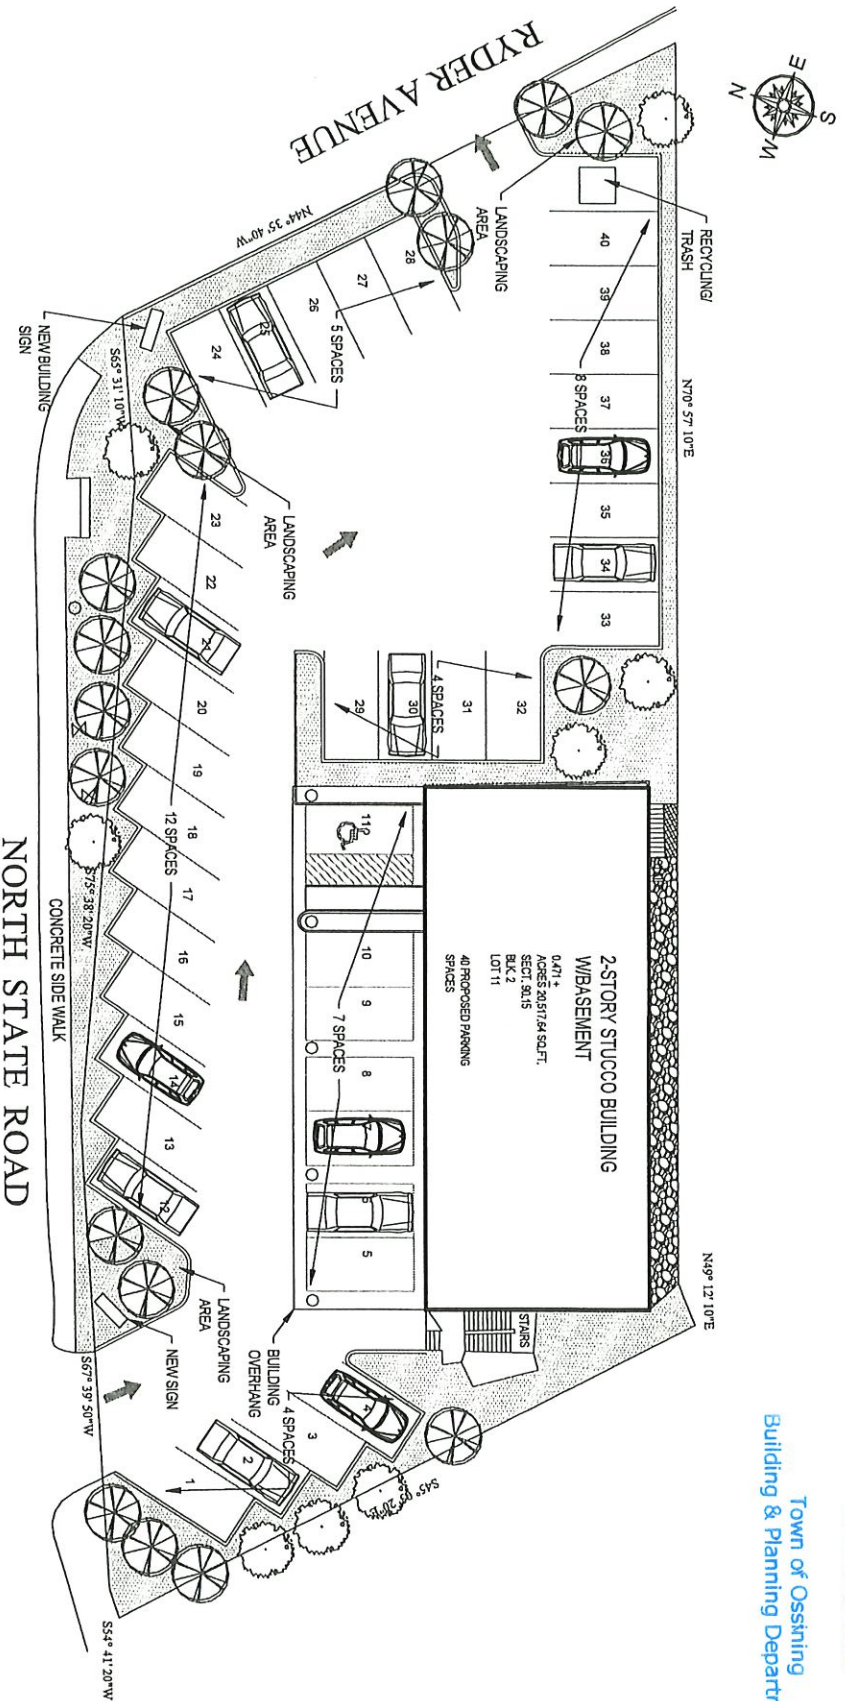 Town of Ossining
Building & Planning Depart
E
S
N
W
RYDER AVENUE
RECYCLING/
TRASH
LANDSCAPING
AREA
N44° 35' 40"W
N70° 57' 10"E
40
39
38
37
36
35
34
33
8 SPACES
28
27
26
25
24
5 SPACES
NEW BUILDING
SIGN
S65° 31' 10"W
LANDSCAPING
AREA
32
31
30
29
4 SPACES
23
22
21
20
19
18
17
16
15
14
13
12
12 SPACES
S75° 38' 20"W
CONCRETE SIDE WALK
NORTH STATE ROAD
11
10
9
8
7
5
7 SPACES
2-STORY STUCCO BUILDING
W/BASEMENT
0.471 +
ACRES 20,517.64 SQ.FT.
SECT. 90.15
BLK. 2
LOT 11
40 PROPOSED PARKING
SPACES
N49° 12' 10"E
STAIRS
BUILDING
OVERHANG
LANDSCAPING
AREA
NEW SIGN
S67° 39' 50"W
4
3
2
1
4 SPACES
S45°
20"
S54° 41' 20"W